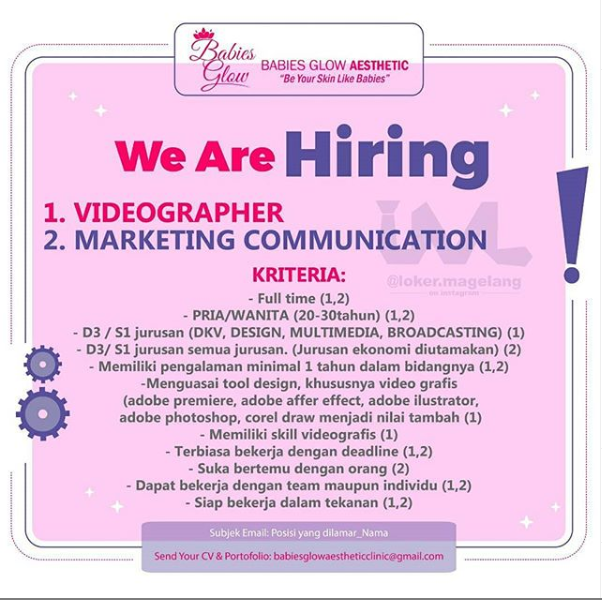 Babies
Glow
BABIES GLOW AESTHETIC
"Be Your Skin Like Babies"
We Are Hiring
1. VIDEOGRAPHER
2. MARKETING COMMUNICATION
!
@loker.magelang
on instagram
KRITERIA:
- Full time (1,2)
- PRIA/WANITA (20-30tahun) (1,2)
- D3 / S1 jurusan (DKV, DESIGN, MULTIMEDIA, BROADCASTING) (1)
- D3/ S1 jurusan semua jurusan. (Jurusan ekonomi diutamakan) (2)
- Memiliki pengalaman minimal 1 tahun dalam bidangnya (1,2)
-Menguasai tool design, khususnya video grafis
(adobe premiere, adobe affer effect, adobe ilustrator,
adobe photoshop, corel draw menjadi nilai tambah (1)
- Memiliki skill videografis (1)
- Terbiasa bekerja dengan deadline (1,2)
- Suka bertemu dengan orang (2)
- Dapat bekerja dengan team maupun individu (1,2)
- Siap bekerja dalam tekanan (1,2)
Subjek Email: Posisi yang dilamar_Nama
Send Your CV & Portofolio: babiesglowaestheticclinic@gmail.com